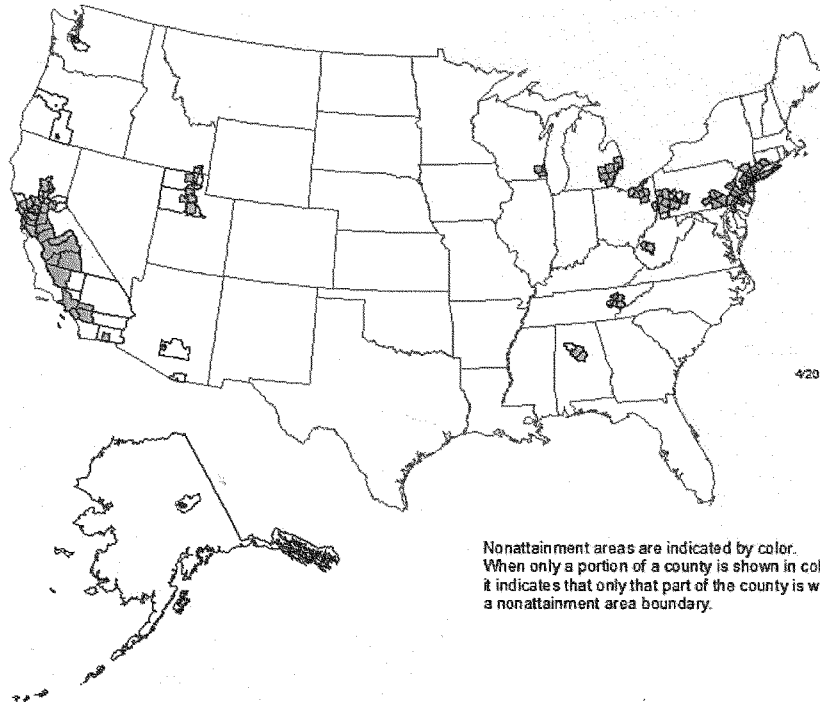 4/20
Nonattainment areas are indicated by color.
When only a portion of a county is shown in col
it indicates that only that part of the county is w
a nonattainment area boundary.